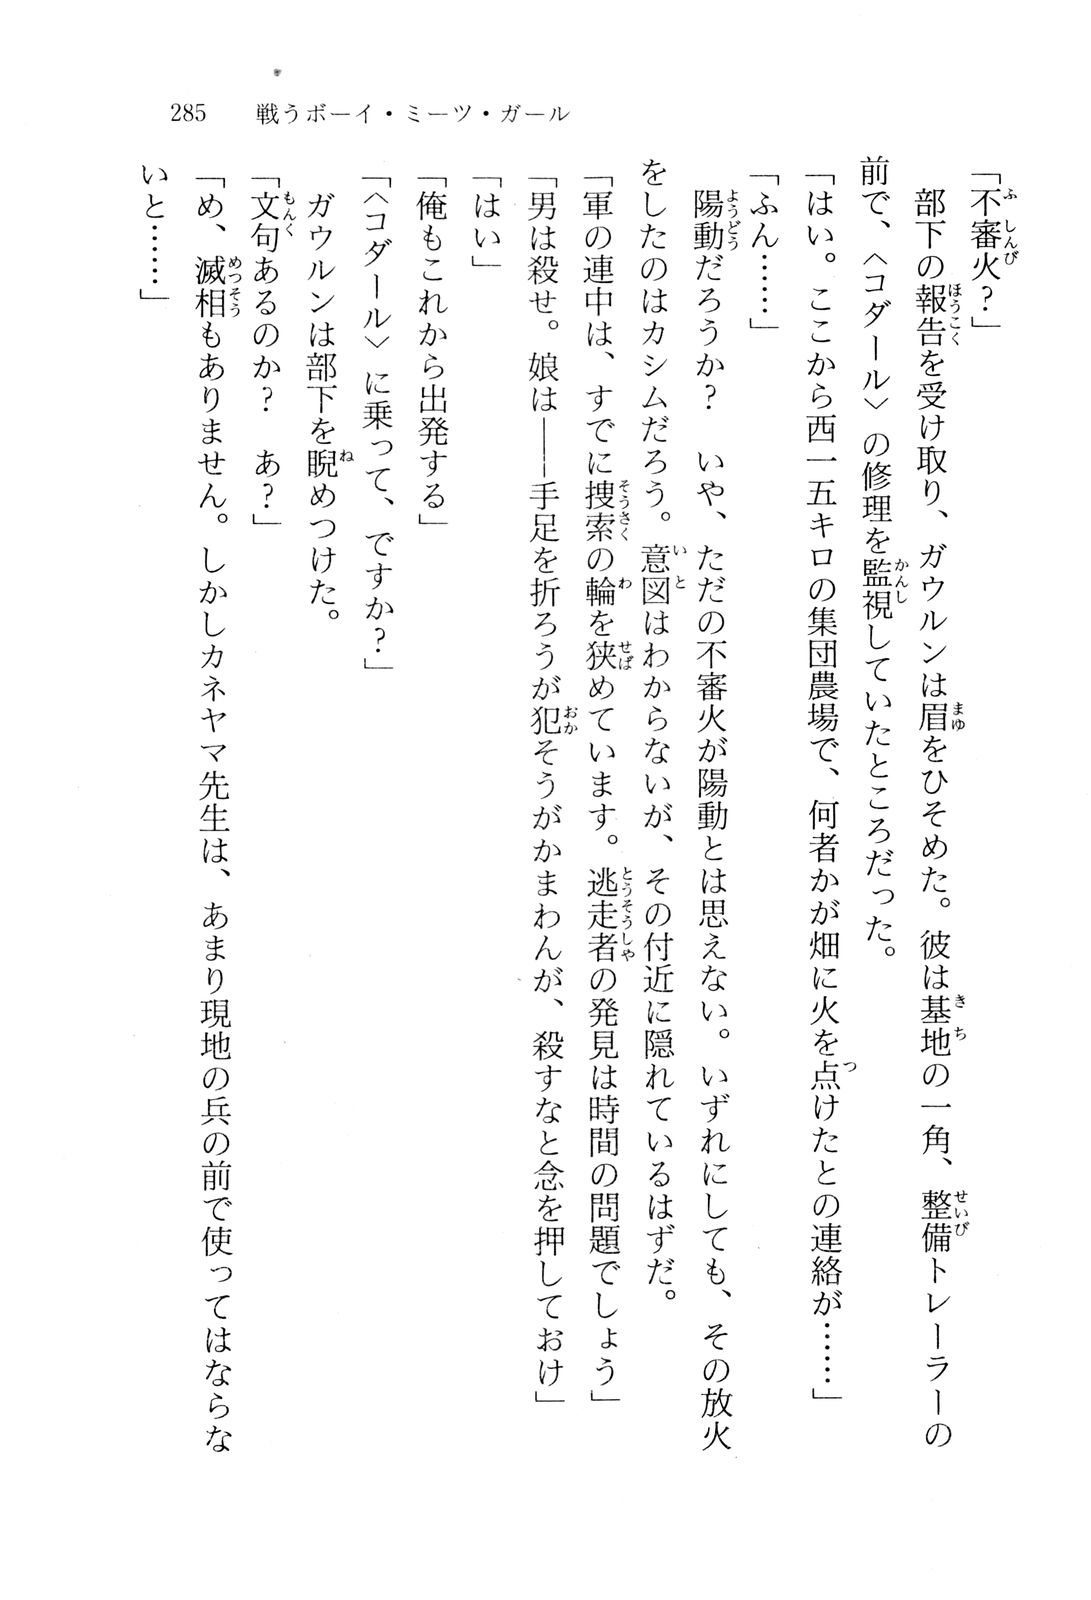 285　戦うボーイ・ミーツ・ガール
「不審火？」
　部下の報告を受け取り、ガウルンは眉をひそめた。彼は基地の一角、整備トレーラーの
前で、〈コダール〉の修理を監視していたところだった。
「はい。ここから西一五キロの集団農場で、何者かが畑に火を点けたとの連絡が……」
「ふん……」
　陽動だろうか？　いや、ただの不審火が陽動とは思えない。いずれにしても、その放火
をしたのはカシムだろう。意図はわからないが、その付近に隠れているはずだ。
「軍の連中は、すでに捜索の輪を狭めています。逃走者の発見は時間の問題でしょう」
「男は殺せ。娘は――手足を折ろうが犯そうがかまわんが、殺すなと念を押しておけ」
「はい」
「俺もこれから出発する」
「〈コダール〉に乗って、ですか？」
　ガウルンは部下を睨めつけた。
「文句あるのか？　あ？」
「め、滅相もありません。しかしカネヤマ先生は、あまり現地の兵の前で使ってはならな
いと……」